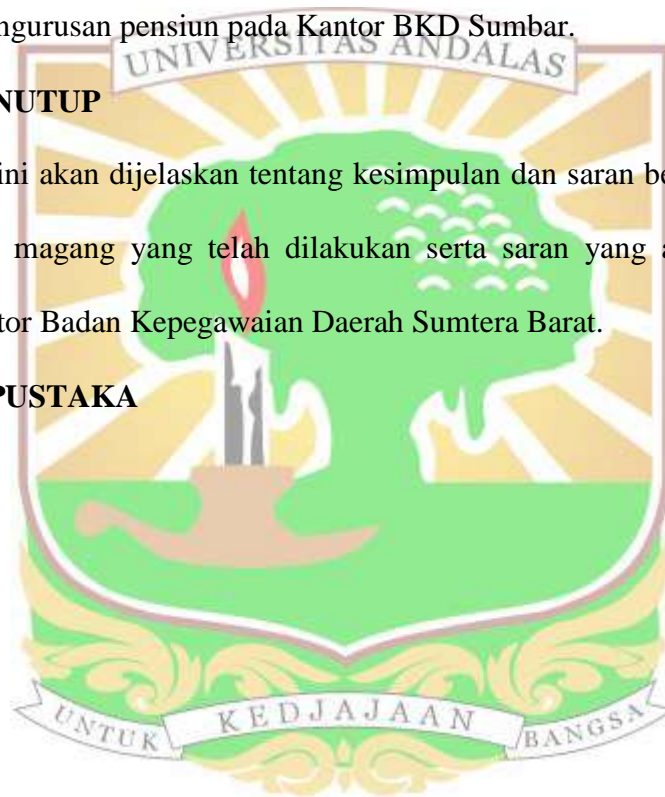 ngurusan pensiun pada Kantor BKD Sumbar.
UNIVERSITAS ANDALAS
NUTUP
ini akan dijelaskan tentang kesimpulan dan saran be
magang yang telah dilakukan serta saran yang a
tor Badan Kepegawaian Daerah Sumtera Barat.
PUSTAKA
UNTUK KEDJAJAAN BANGSA